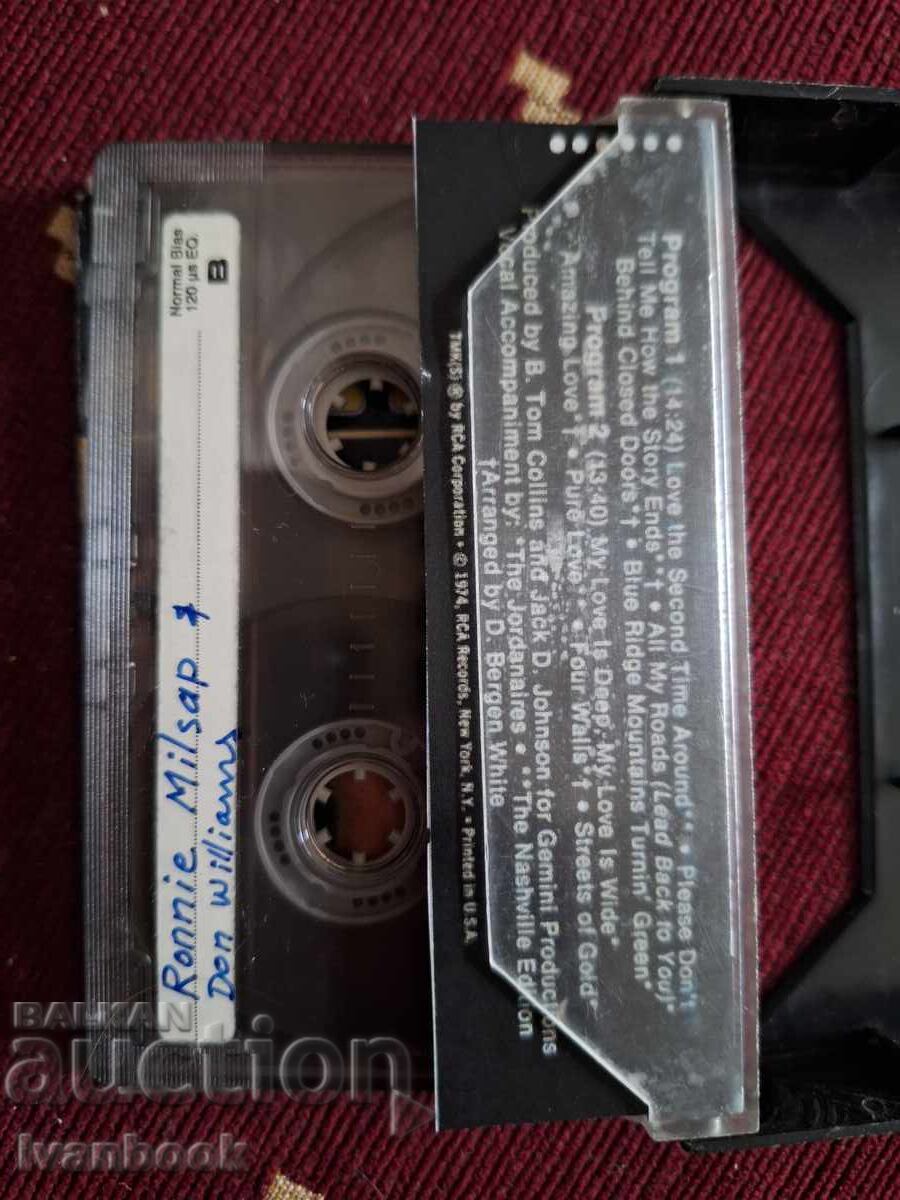 Normal Bias
120 µs EQ.
B
Ronnie Milsap &
Don Williams
Program 1 (14:24) Love the Second Time Around** • Please Don't
Tell Me How the Story Ends**† • All My Roads (Lead Back to You)*
Behind Closed Doors*† • Blue Ridge Mountains Turnin' Green*
Program 2 (13:40) My Love Is Deep, My Love Is Wide*
Amazing Love*† • Pure Love** • Four Walls*† • Streets of Gold*
Produced by B. Tom Collins and Jack D. Johnson for Gemini Productions
Vocal Accompaniment by: *The Jordanaires • **The Nashville Edition
†Arranged by D. Bergen White
TMK(S) ® by RCA Corporation • © 1974, RCA Records, New York, N.Y. • Printed in U.S.A.
BALKAN
auction
Ivanbook